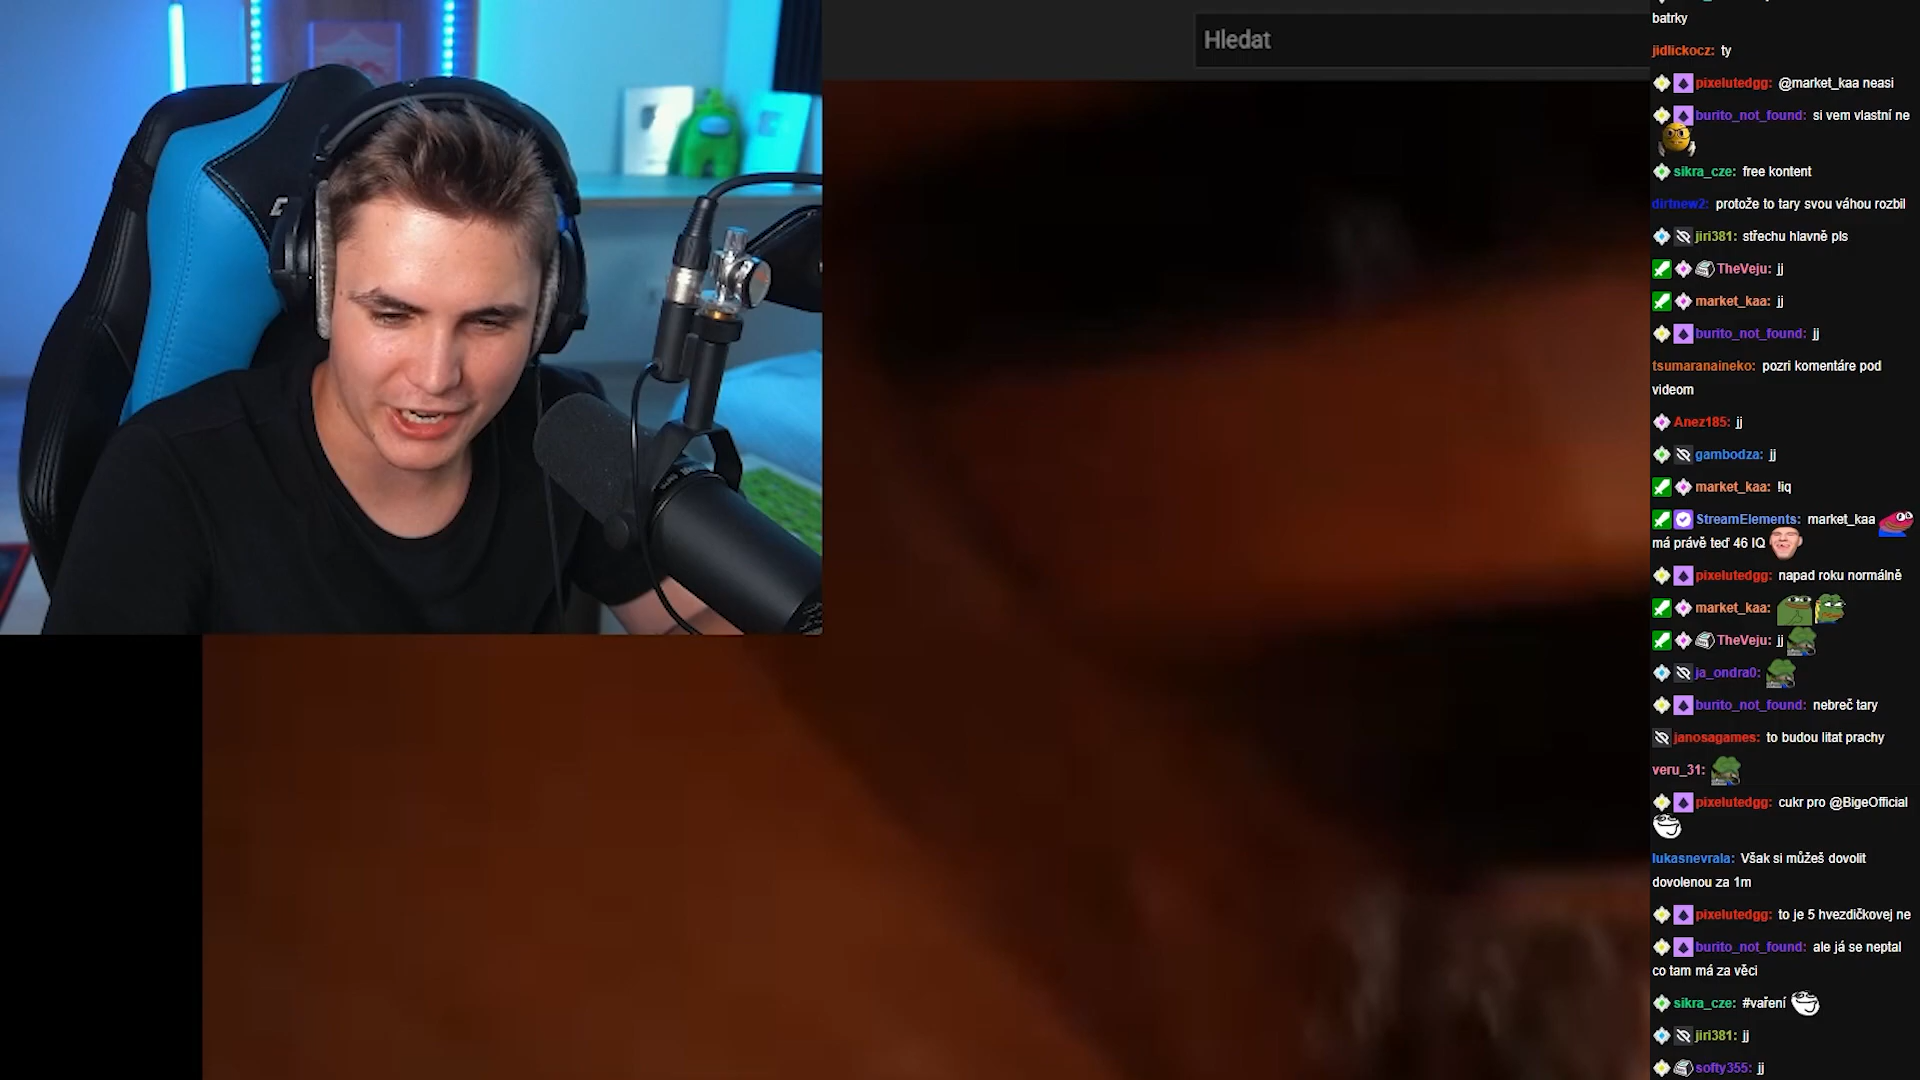 Hledat
batrky
jidlickocz: ty
pixelutedgg: @market_kaa neasi
burito_not_found: si vem vlastní ne
sikra_cze: free kontent
dirtnew2: protože to tary svou váhou rozbil
jiri381: střechu hlavně pls
TheVeju: jj
market_kaa: jj
burito_not_found: jj
tsumaranaineko: pozri komentáre pod
videom
Anez185: jj
gambodza: jj
market_kaa: !iq
StreamElements: market_kaa
má právě teď 46 IQ
pixelutedgg: napad roku normálně
market_kaa:
TheVeju: jj
ja_ondra0:
burito_not_found: nebreč tary
janosagames: to budou litat prachy
veru_31:
pixelutedgg: cukr pro @BigeOfficial
lukasnevrala: Však si můžeš dovolit
dovolenou za 1m
pixelutedgg: to je 5 hvezdičkovej ne
burito_not_found: ale já se neptal
co tam má za věci
sikra_cze: #vaření
jiri381: jj
softy355: jj